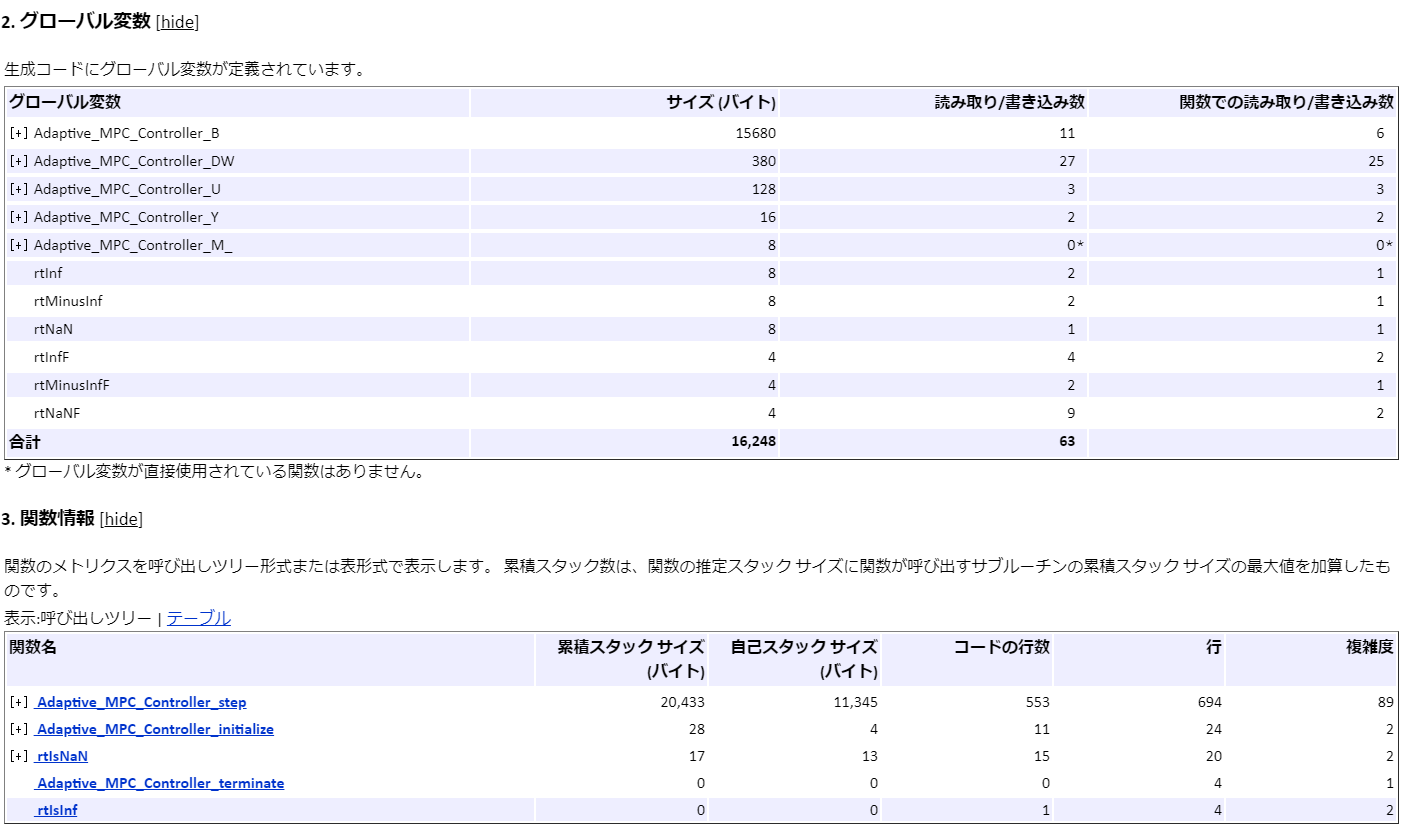 2. グローバル変数 [hide]
生成コードにグローバル変数が定義されています。
グローバル変数 サイズ (バイト) 読み取り/書き込み数 関数での読み取り/書き込み数
[+] Adaptive_MPC_Controller_B 15680 11 6
[+] Adaptive_MPC_Controller_DW 380 27 25
[+] Adaptive_MPC_Controller_U 128 3 3
[+] Adaptive_MPC_Controller_Y 16 2 2
[+] Adaptive_MPC_Controller_M_ 8 0* 0*
rtInf 8 2 1
rtMinusInf 8 2 1
rtNaN 8 1 1
rtInfF 4 4 2
rtMinusInfF 4 2 1
rtNaNF 4 9 2
合計 16,248 63
* グローバル変数が直接使用されている関数はありません。
3. 関数情報 [hide]
関数のメトリクスを呼び出しツリー形式または表形式で表示します。 累積スタック数は、関数の推定スタック サイズに関数が呼び出すサブルーチンの累積スタック サイズの最大値を加算したも
のです。
表示:呼び出しツリー | テーブル
関数名 累積スタック サイズ 自己スタック サイズ コードの行数 行 複雑度
(バイト) (バイト)
[+] Adaptive_MPC_Controller_step 20,433 11,345 553 694 89
[+] Adaptive_MPC_Controller_initialize 28 4 11 24 2
[+] rtIsNaN 17 13 15 20 2
Adaptive_MPC_Controller_terminate 0 0 0 4 1
rtIsInf 0 0 1 4 2